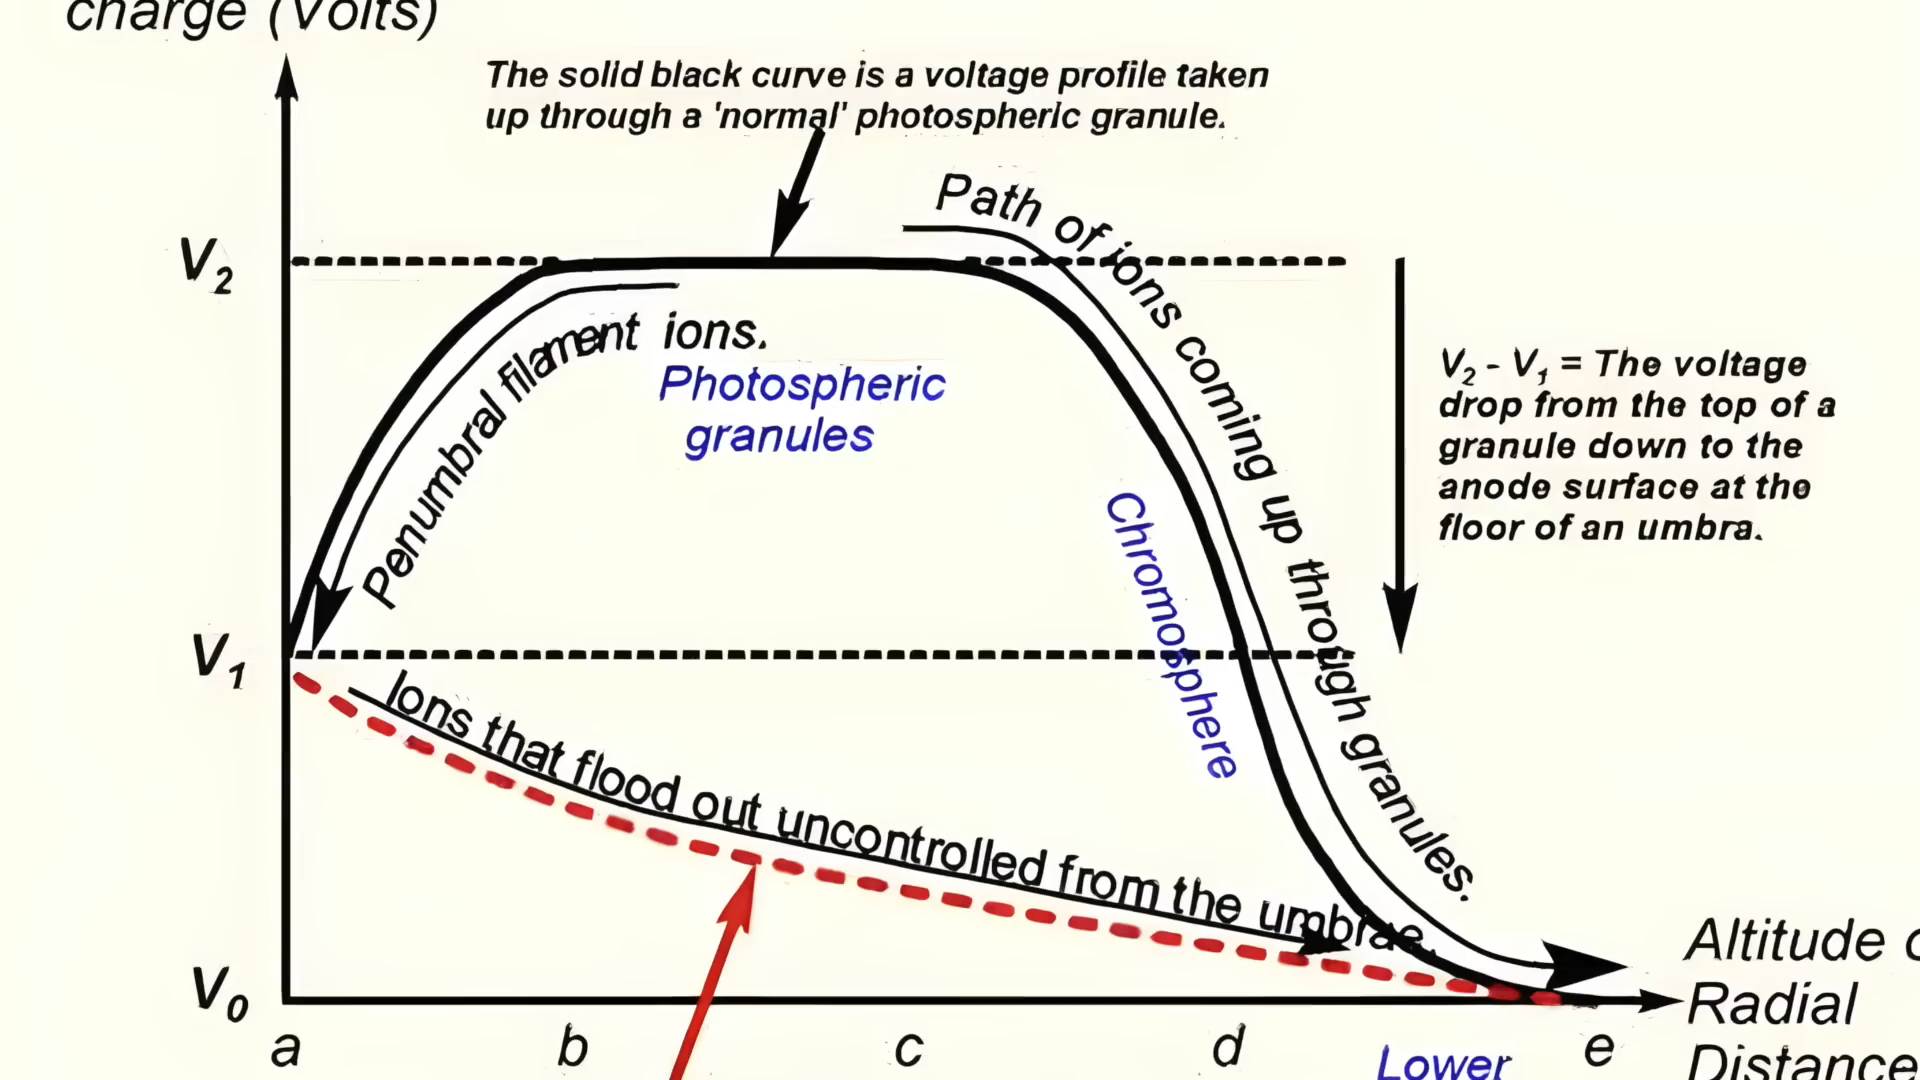 charge (Volts)
The solid black curve is a voltage profile taken
up through a 'normal' photospheric granule.
Path of ions coming up through granules.
V2
Penumbral filament ions.
Photospheric
granules
V2 - V1 = The voltage
drop from the top of a
granule down to the
anode surface at the
floor of an umbra.
Chromosphere
V1
Ions that flood out uncontrolled from the umbrae.
Altitude
V0
Radial
Distance
a b c d e
Lower